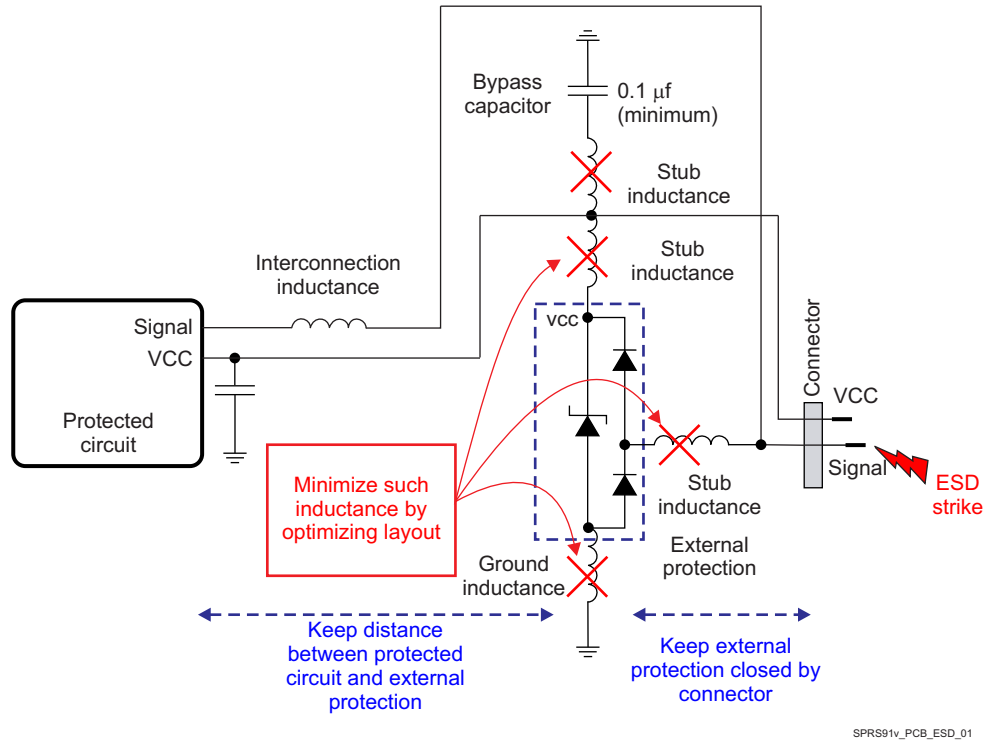 Bypass
capacitor
0.1 μf
(minimum)
Stub
inductance
Stub
inductance
Interconnection
inductance
Signal
VCC
Protected
circuit
vcc
Connector
VCC
Signal
ESD
strike
Minimize such
inductance by
optimizing layout
Stub
inductance
External
protection
Ground
inductance
Keep distance
between protected
circuit and external
protection
Keep external
protection closed by
connector
SPRS91v_PCB_ESD_01